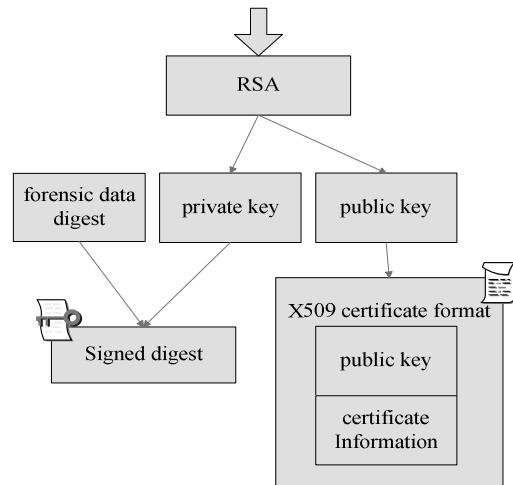 RSA
forensic data
digest
private key
public key
Signed digest
X509 certificate format
public key
certificate
Information